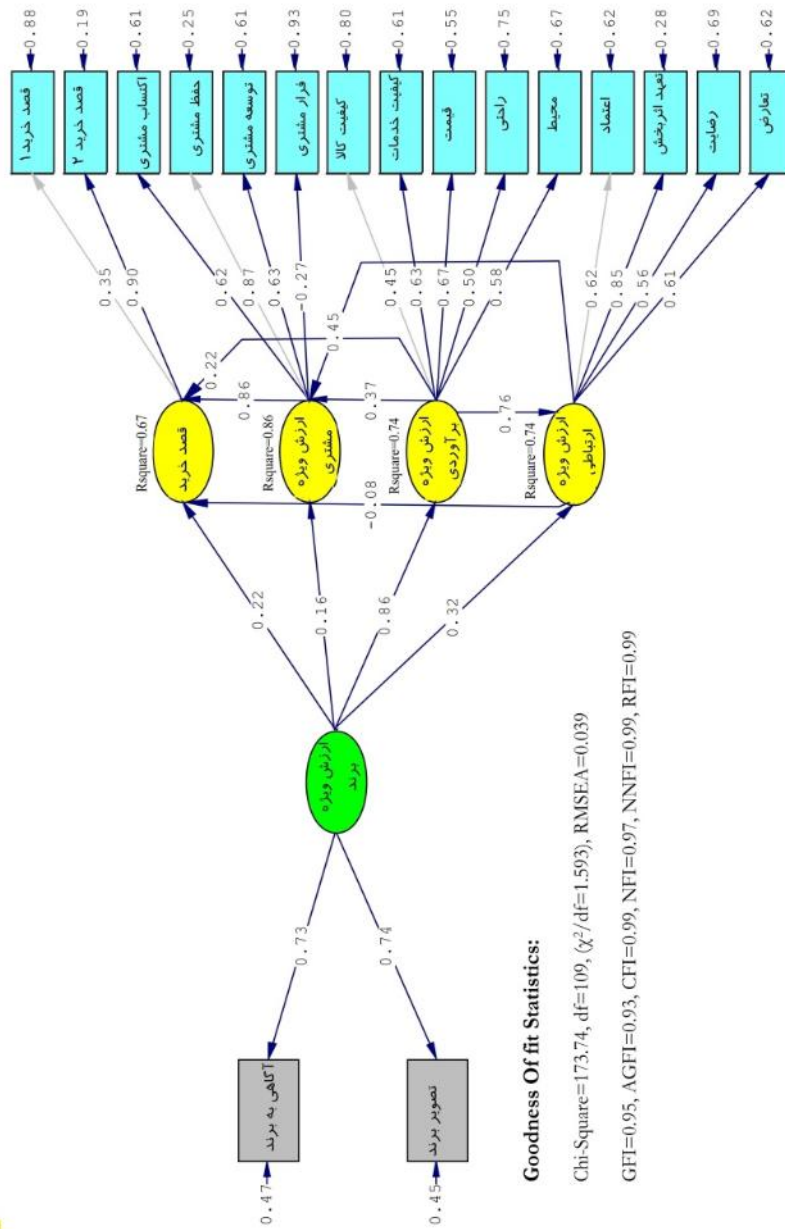 0.47
آگاهی به برند
0.45
تصویر برند
0.73
0.74
ارزش ویژه
برند
0.22
0.16
0.86
0.32
Rsquare=0.67
قصد خرید
Rsquare=0.86
ارزش ویژه
مشتری
Rsquare=0.74
ارزش ویژه
برآوردی
Rsquare=0.74
ارزش ویژه
ارتباطی
-0.08
0.22
0.86
0.37
0.45
0.76
0.35
0.90
0.62
0.87
0.63
-0.27
0.45
0.63
0.67
0.50
0.58
0.62
0.85
0.56
0.61
قصد خرید ۱
0.88
قصد خرید ۲
0.19
اکتساب مشتری
0.61
حفظ مشتری
0.25
توسعه مشتری
0.61
فرار مشتری
0.93
کیفیت کالا
0.80
کیفیت خدمات
0.61
قیمت
0.55
راحتی
0.75
محیط
0.67
اعتماد
0.62
تعهد اثربخش
0.28
رضایت
0.69
تعارض
0.62
Goodness Of fit Statistics:
Chi-Square=173.74, df=109, (χ²/df=1.593), RMSEA=0.039
GFI=0.95, AGFI=0.93, CFI=0.99, NFI=0.97, NNFI=0.99, RFI=0.99